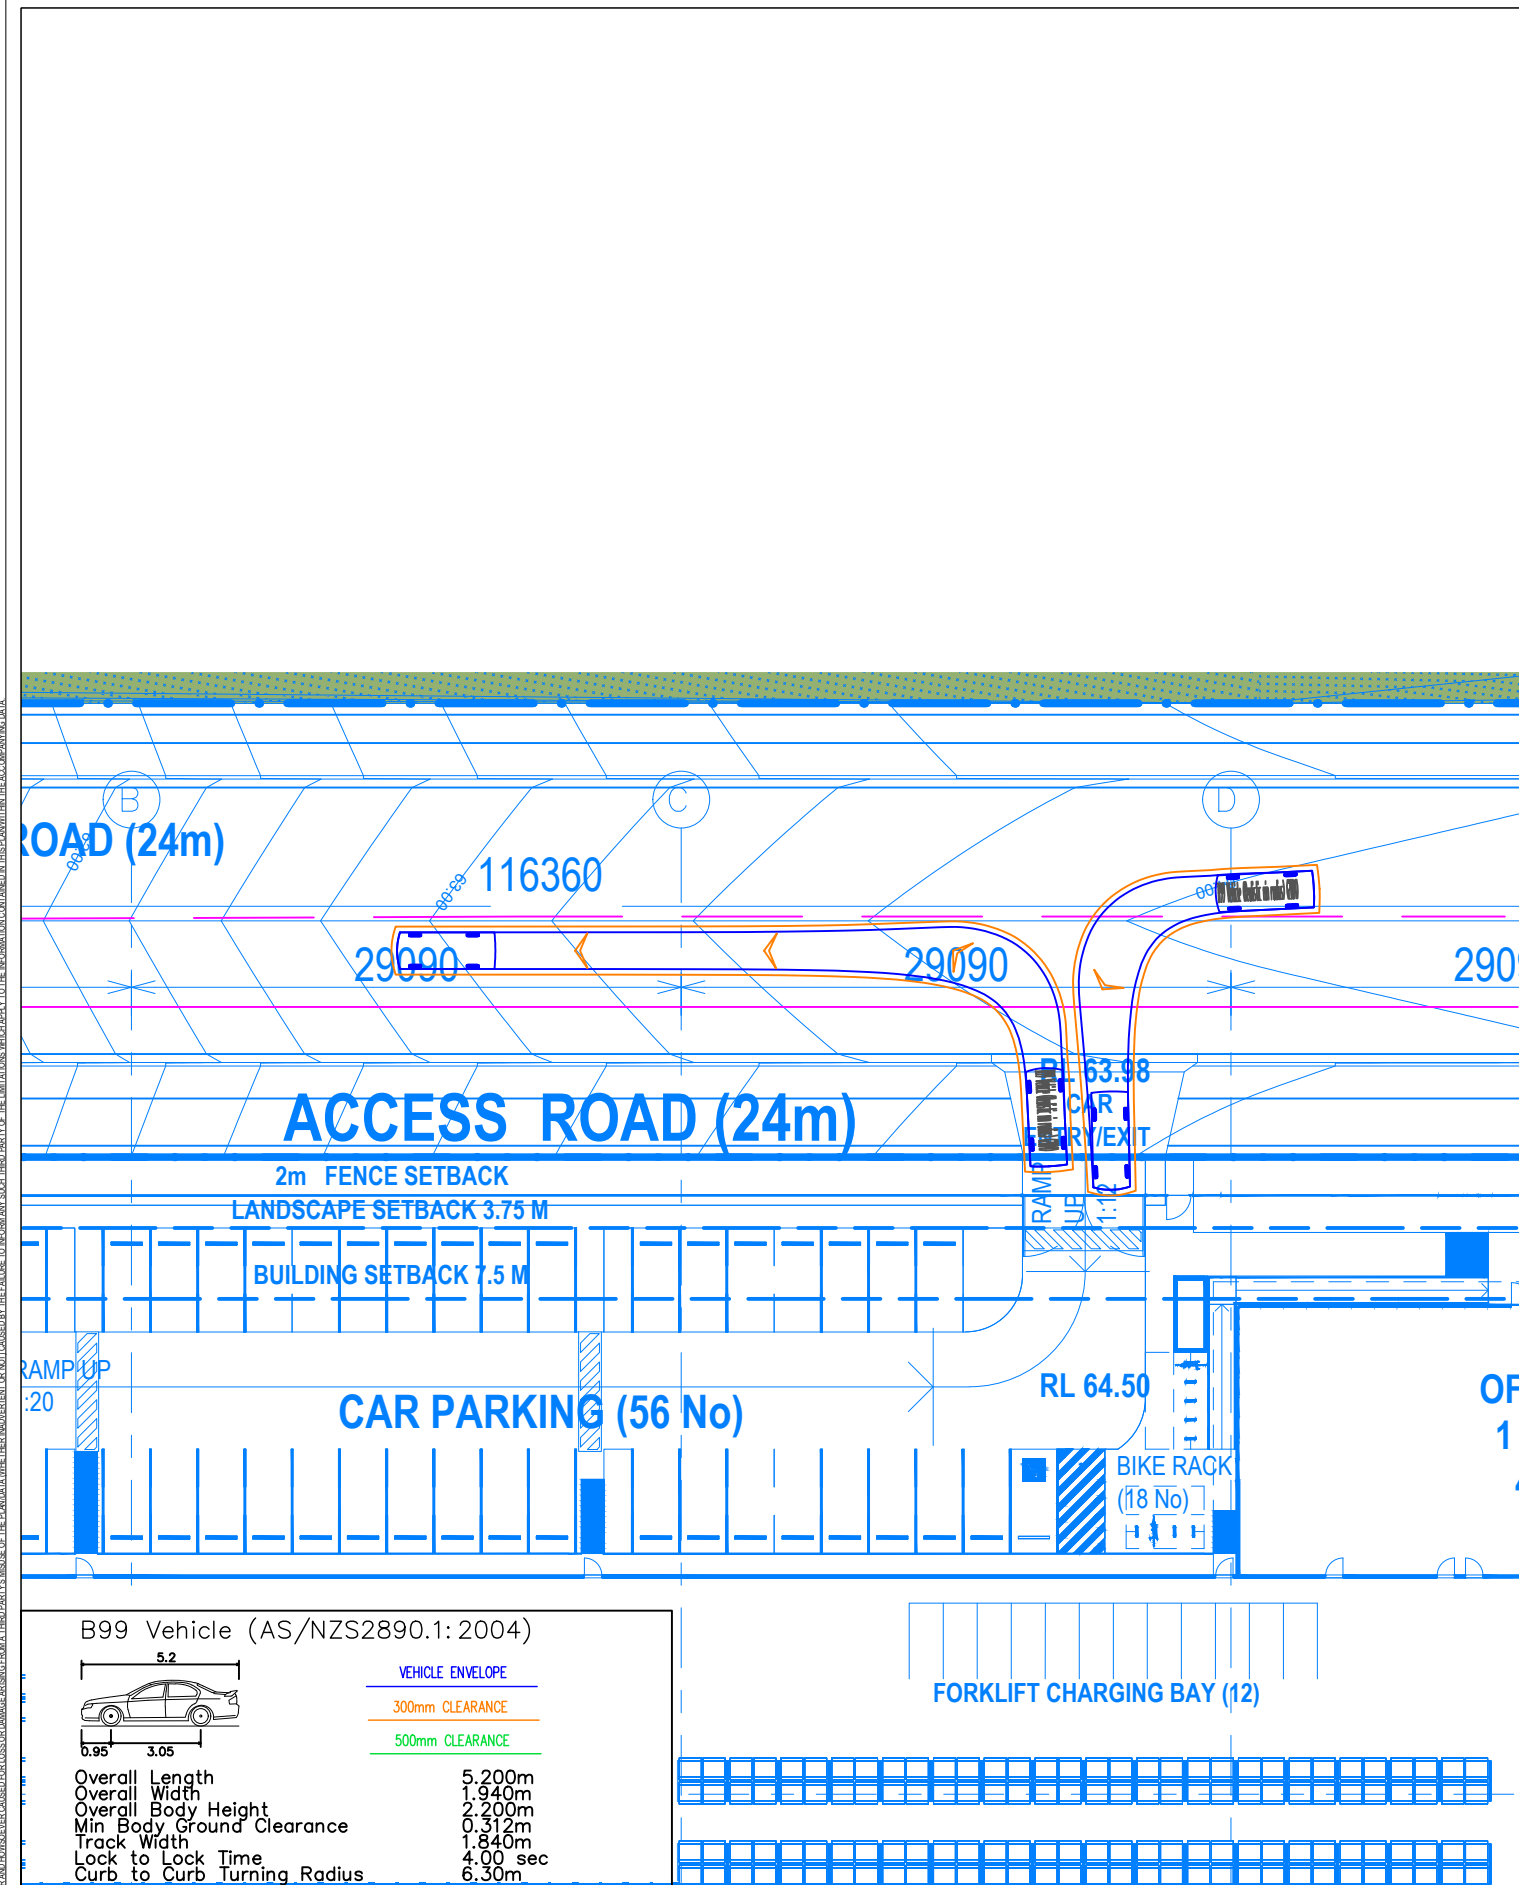 B
C
D
ROAD (24m)
62.00
63.00
116360
29090
29090
290
RL 63.98
CAR
ENTRY/EXIT
ACCESS ROAD (24m)
2m FENCE SETBACK
LANDSCAPE SETBACK 3.75 M
RAMP
UP
1:12
BUILDING SETBACK 7.5 M
RAMP UP
:20
CAR PARKING (56 No)
RL 64.50
OF
1
BIKE RACK
(18 No)
B99 Vehicle (AS/NZS2890.1:2004)
5.2
0.95
3.05
VEHICLE ENVELOPE
300mm CLEARANCE
500mm CLEARANCE
Overall Length 5.200m
Overall Width 1.940m
Overall Body Height 2.200m
Min Body Ground Clearance 0.312m
Track Width 1.840m
Lock to Lock Time 4.00 sec
Curb to Curb Turning Radius 6.30m
FORKLIFT CHARGING BAY (12)